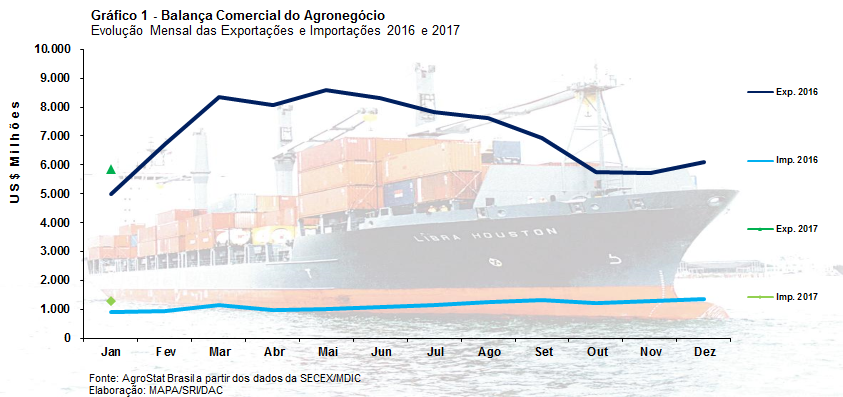 Gráfico 1 - Balança Comercial do Agronegócio
Evolução Mensal das Exportações e Importações 2016 e 2017
US$ Milhões
10.000
9.000
8.000
7.000
6.000
5.000
4.000
3.000
2.000
1.000
0
Jan Fev Mar Abr Mai Jun Jul Ago Set Out Nov Dez
Exp. 2016
Imp. 2016
Exp. 2017
Imp. 2017
LIBRA HOUSTON
Fonte: AgroStat Brasil a partir dos dados da SECEX/MDIC
Elaboração: MAPA/SRI/DAC